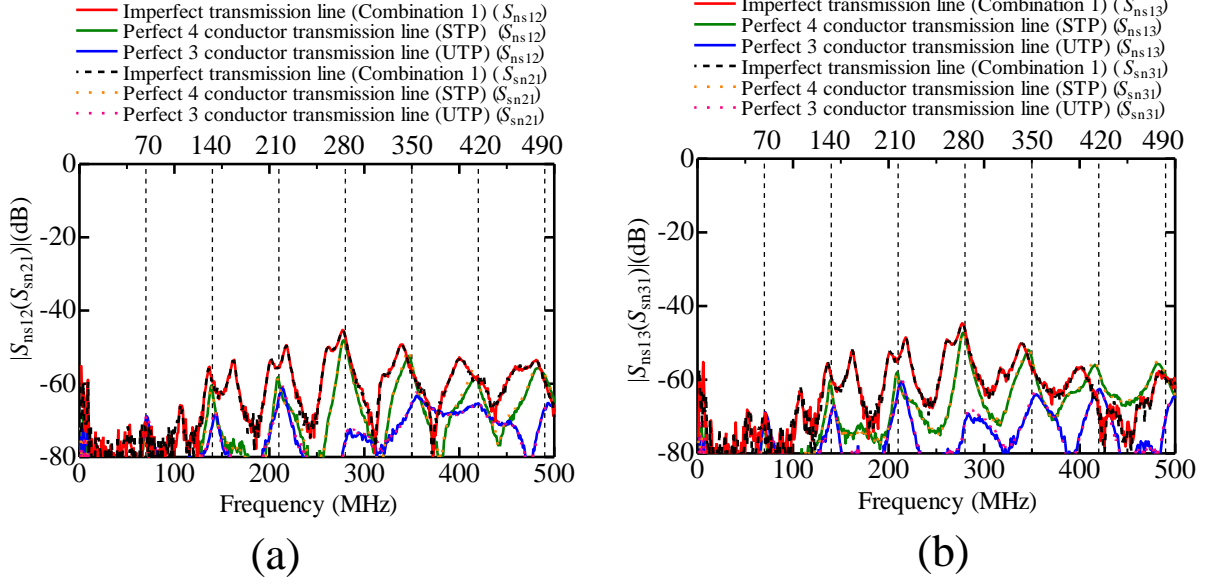 Imperfect transmission line (Combination 1) (Sns12)
Perfect 4 conductor transmission line (STP) (Sns12)
Perfect 3 conductor transmission line (UTP) (Sns12)
Imperfect transmission line (Combination 1) (Ssn21)
Perfect 4 conductor transmission line (STP) (Ssn21)
Perfect 3 conductor transmission line (UTP) (Ssn21)
70 140 210 280 350 420 490
0
-20
-40
-60
-80
|Sns12(Ssn21)|(dB)
0 100 200 300 400 500
Frequency (MHz)
(a)
Imperfect transmission line (Combination 1) (Sns13)
Perfect 4 conductor transmission line (STP) (Sns13)
Perfect 3 conductor transmission line (UTP) (Sns13)
Imperfect transmission line (Combination 1) (Ssn31)
Perfect 4 conductor transmission line (STP) (Ssn31)
Perfect 3 conductor transmission line (UTP) (Ssn31)
70 140 210 280 350 420 490
0
-20
-40
-60
-80
|Sns13(Ssn31)|(dB)
0 100 200 300 400 500
Frequency (MHz)
(b)